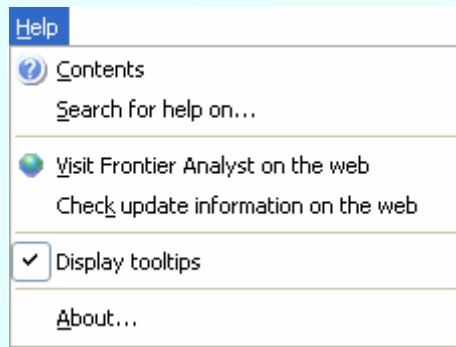 Help
Contents
Search for help on...
Visit Frontier Analyst on the web
Check update information on the web
Display tooltips
About...